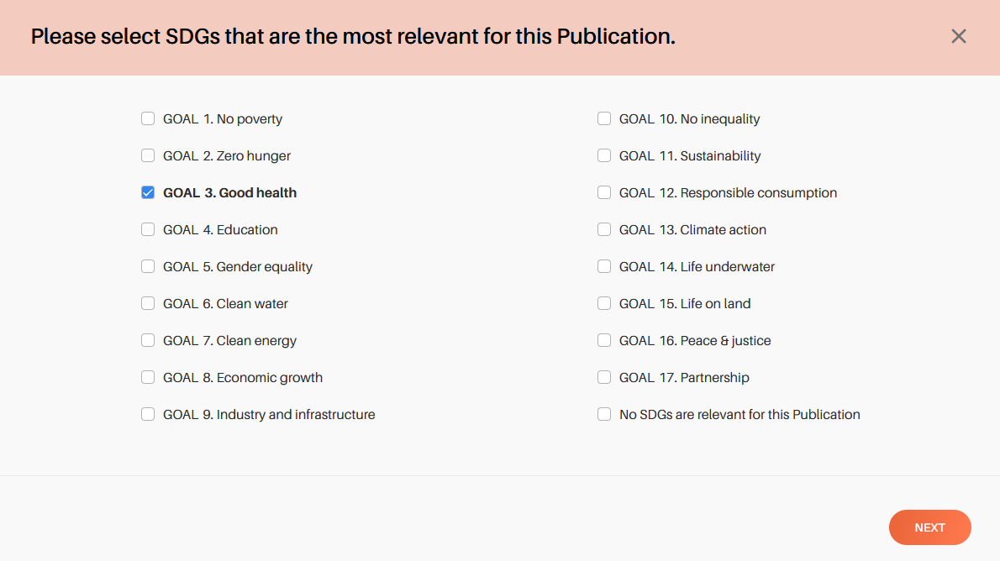 Please select SDGs that are the most relevant for this Publication.
GOAL 1. No poverty
GOAL 2. Zero hunger
GOAL 3. Good health
GOAL 4. Education
GOAL 5. Gender equality
GOAL 6. Clean water
GOAL 7. Clean energy
GOAL 8. Economic growth
GOAL 9. Industry and infrastructure
GOAL 10. No inequality
GOAL 11. Sustainability
GOAL 12. Responsible consumption
GOAL 13. Climate action
GOAL 14. Life underwater
GOAL 15. Life on land
GOAL 16. Peace & justice
GOAL 17. Partnership
No SDGs are relevant for this Publication
NEXT